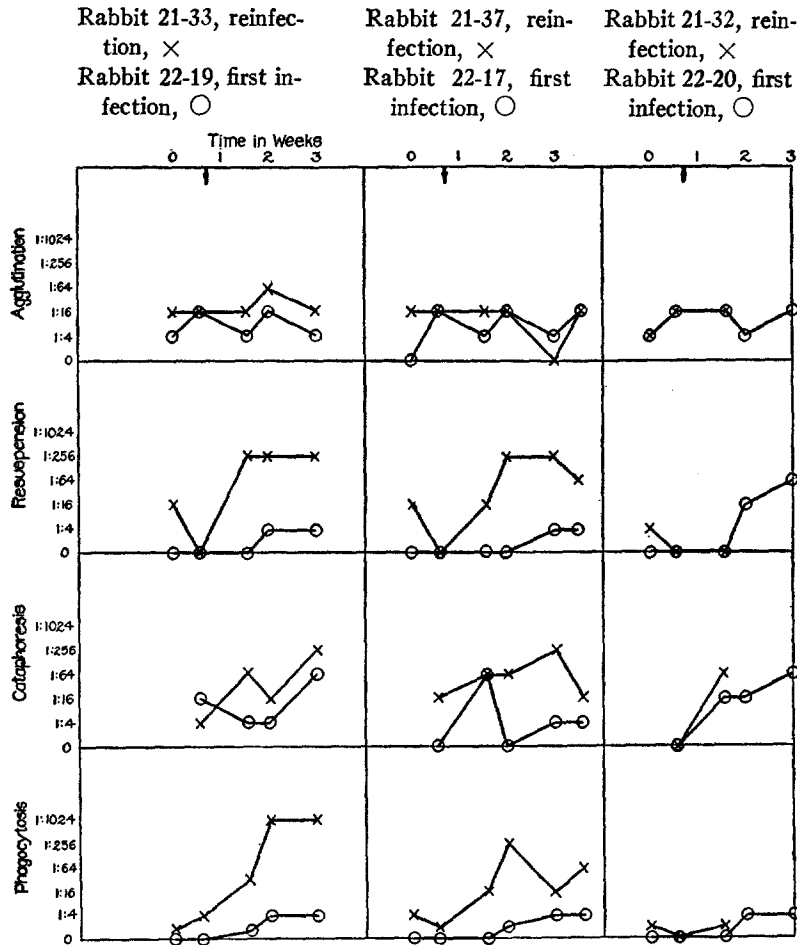 Rabbit 21-33, reinfec-
tion, ×
Rabbit 22-19, first in-
fection, ○
Rabbit 21-37, rein-
fection, ×
Rabbit 22-17, first
infection, ○
Rabbit 21-32, rein-
fection, ×
Rabbit 22-20, first
infection, ○
Time in Weeks
0 1 2 3
0 1 2 3
0 1 2 3
Agglutination
1:1024
1:256
1:64
1:16
1:4
0
Resuspension
1:1024
1:256
1:64
1:16
1:4
0
Cataphoresis
1:1024
1:256
1:64
1:16
1:4
0
Phagocytosis
1:1024
1:256
1:64
1:16
1:4
0